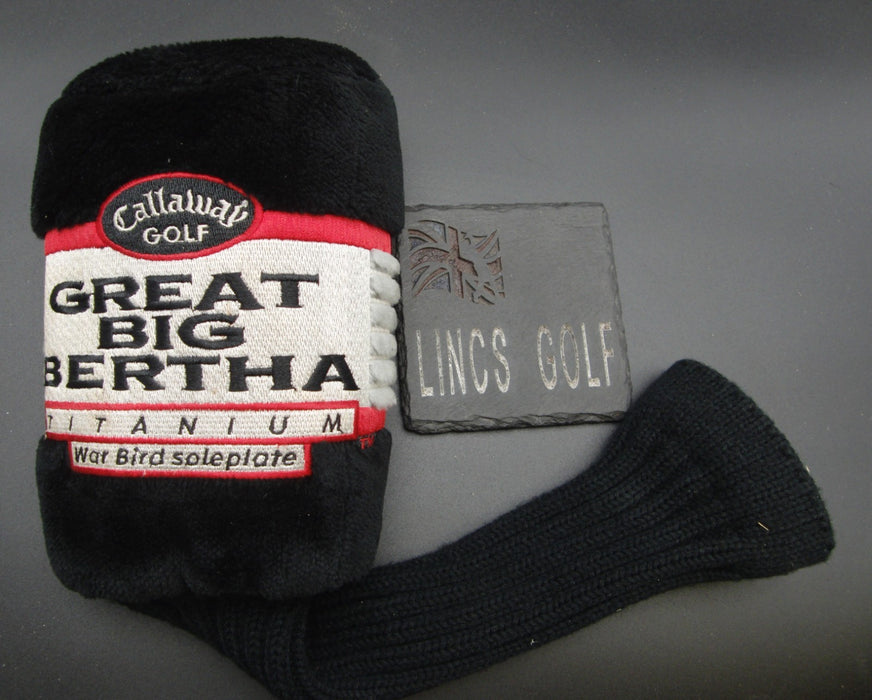 Callaway
GOLF
GREAT
BIG
BERTHA
TITANIUM
War Bird soleplate
LINCS GOLF